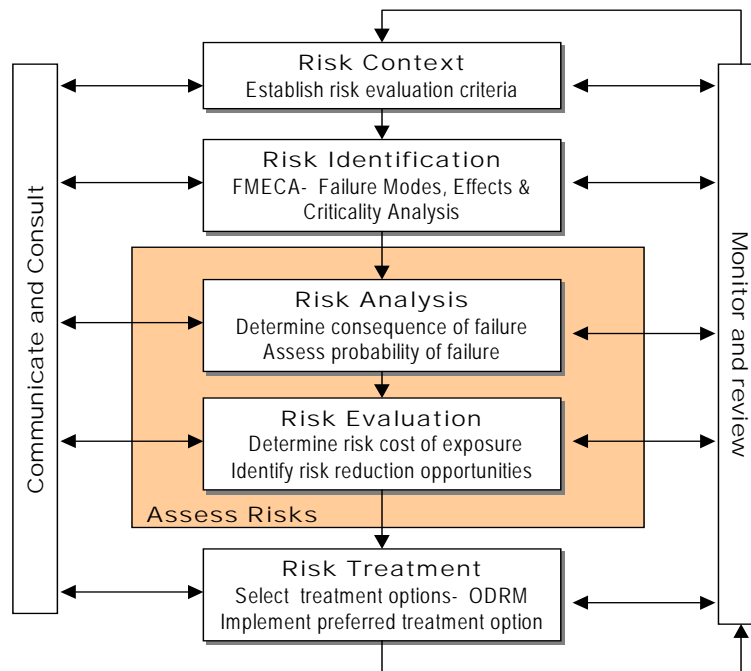 Risk Context
Establish risk evaluation criteria
Risk Identification
FMECA- Failure Modes, Effects &
Criticality Analysis
Risk Analysis
Determine consequence of failure
Assess probability of failure
Risk Evaluation
Determine risk cost of exposure
Identify risk reduction opportunities
Assess Risks
Risk Treatment
Select treatment options- ODRM
Implement preferred treatment option
Communicate and Consult
Monitor and review